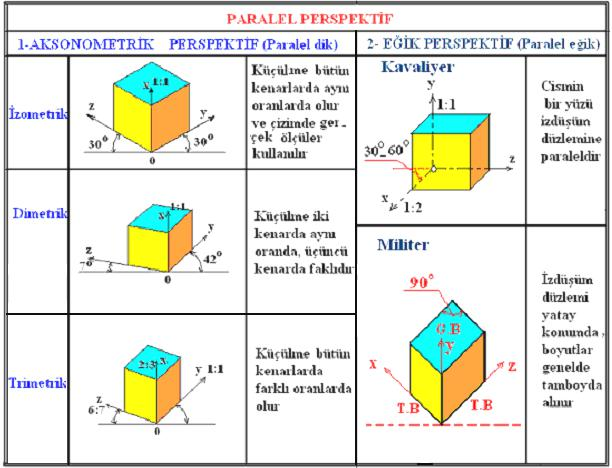 PARALEL PERSPEKTİF
1-AKSONOMETRİK PERSPEKTİF (Paralel dik)
2- EĞİK PERSPEKTİF (Paralel eğik)
İzometrik
x 1:1
z
y
30°
30°
0
Küçülme bütün
kenarlarda aynı
oranlarda olur
ve çizimde ger-
çek ölçüler
kullanılır
Dimetrik
x 1:1
y
z
7°
42°
0
Küçülme iki
kenarda aynı
oranda, üçüncü
kenarda faklıdır
Trimetrik
2:3 x
y 1:1
z
6:7
0
Küçülme bütün
kenarlarda
farklı oranlarda
olur
Kavaliyer
y
1:1
30°_60°
z
x
1:2
Cismin
bir yüzü
izdüşüm
düzlemine
paraleldir
Militer
90°
G.B
y
x
z
T.B
T.B
İzdüşüm
düzlemi
yatay
konumda,
boyutlar
genelde
tamboyda
alınır